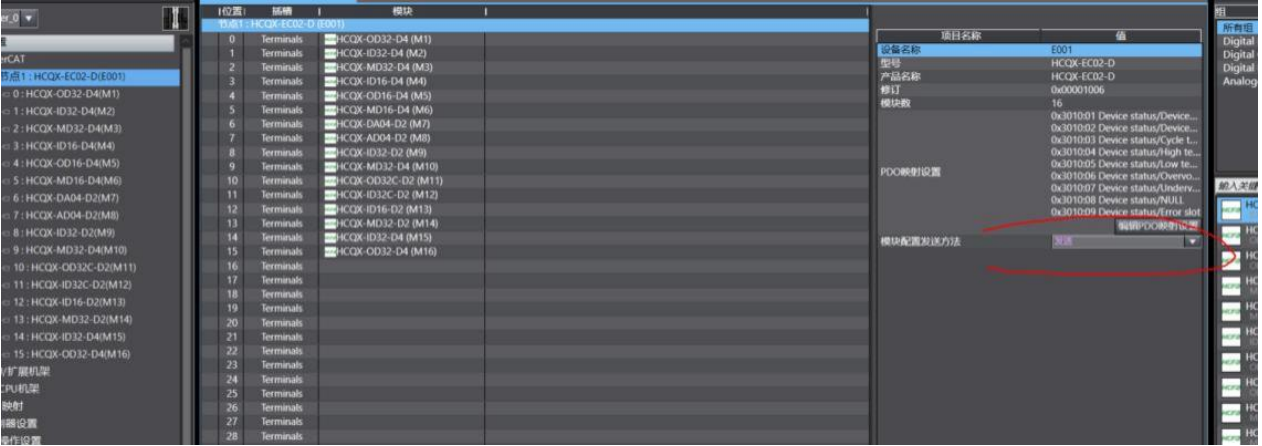 er_0
erCAT
节点1 : HCQX-EC02-D(E001)
0 : HCQX-OD32-D4(M1)
1 : HCQX-ID32-D4(M2)
2 : HCQX-MD32-D4(M3)
3 : HCQX-ID16-D4(M4)
4 : HCQX-OD16-D4(M5)
5 : HCQX-MD16-D4(M6)
6 : HCQX-DA04-D2(M7)
7 : HCQX-AD04-D2(M8)
8 : HCQX-ID32-D2(M9)
9 : HCQX-MD32-D4(M10)
10 : HCQX-OD32C-D2(M11)
11 : HCQX-ID32C-D2(M12)
12 : HCQX-ID16-D2(M13)
13 : HCQX-MD32-D2(M14)
14 : HCQX-ID32-D4(M15)
15 : HCQX-OD32-D4(M16)
/扩展机架
CPU机架
映射
制器设置
操作设置
位置 插槽 模块
节点1 : HCQX-EC02-D (E001)
0 Terminals HCQX-OD32-D4 (M1)
1 Terminals HCQX-ID32-D4 (M2)
2 Terminals HCQX-MD32-D4 (M3)
3 Terminals HCQX-ID16-D4 (M4)
4 Terminals HCQX-OD16-D4 (M5)
5 Terminals HCQX-MD16-D4 (M6)
6 Terminals HCQX-DA04-D2 (M7)
7 Terminals HCQX-AD04-D2 (M8)
8 Terminals HCQX-ID32-D2 (M9)
9 Terminals HCQX-MD32-D4 (M10)
10 Terminals HCQX-OD32C-D2 (M11)
11 Terminals HCQX-ID32C-D2 (M12)
12 Terminals HCQX-ID16-D2 (M13)
13 Terminals HCQX-MD32-D2 (M14)
14 Terminals HCQX-ID32-D4 (M15)
15 Terminals HCQX-OD32-D4 (M16)
16 Terminals
17 Terminals
18 Terminals
19 Terminals
20 Terminals
21 Terminals
22 Terminals
23 Terminals
24 Terminals
25 Terminals
26 Terminals
27 Terminals
28 Terminals
项目名称 值
设备名称 E001
型号 HCQX-EC02-D
产品名称 HCQX-EC02-D
修订 0x00001006
模块数 16
PDO映射设置
0x3010:01 Device status/Device...
0x3010:02 Device status/Device...
0x3010:03 Device status/Cycle t...
0x3010:04 Device status/High te...
0x3010:05 Device status/Low te...
0x3010:06 Device status/Overvo...
0x3010:07 Device status/Underv...
0x3010:08 Device status/NULL
0x3010:09 Device status/Error slot
编辑PDO映射设置
模块配置发送方法 发送
组
所有组
Digital
Digital
Digital
Analog
输入关键